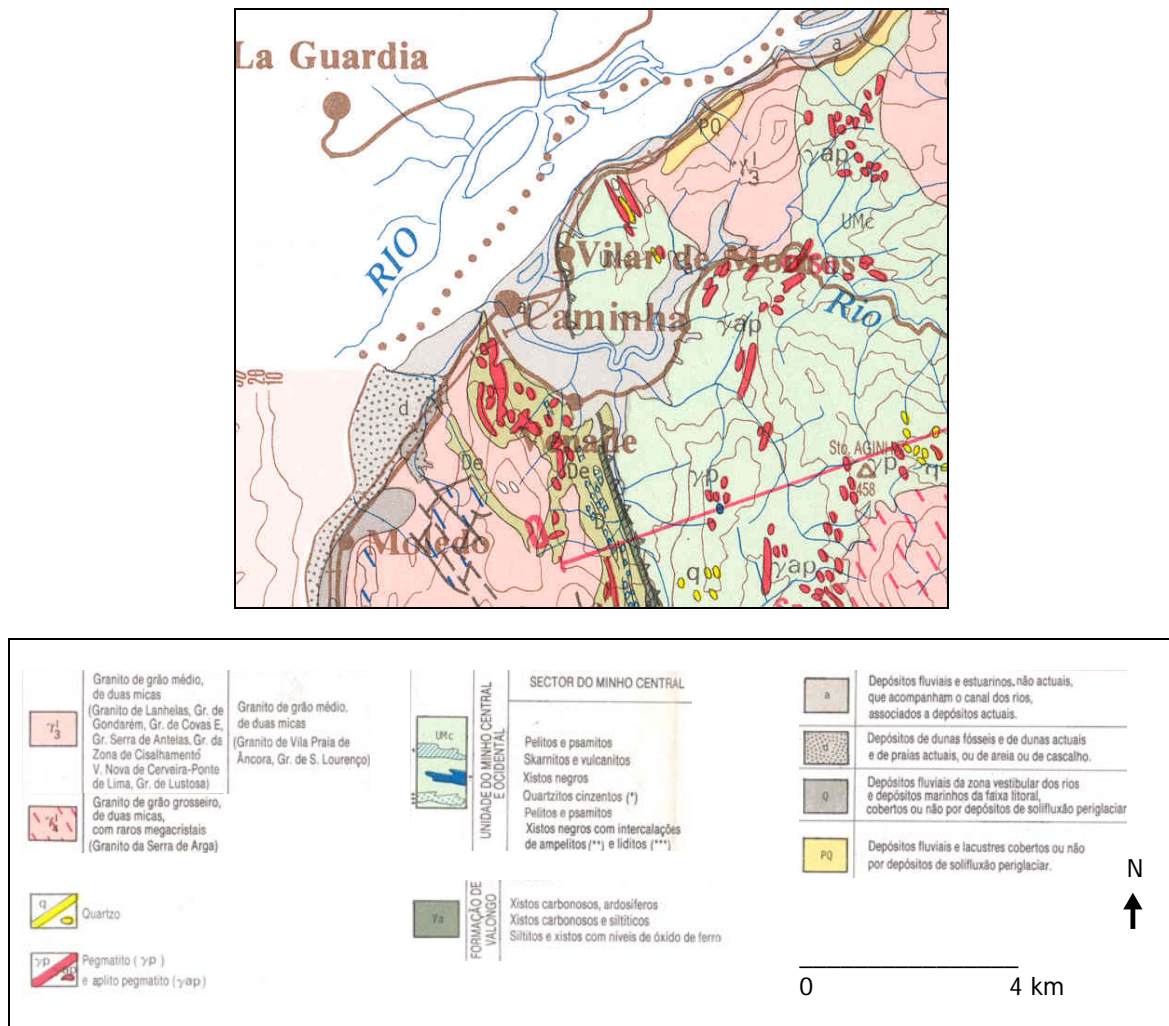 La Guardia
a
PQ
γ¹₃
γap
UMc
RIO
Vilar de Mouros
Caminha
a
γap
Rio
30
20
10
d
Venade
De
De
Sto. AGINHA
458
γp
γp
q
D
Moledo
q
γap
γ¹₃
Granito de grão médio,
de duas micas
(Granito de Lanhelas, Gr. de
Gondarém, Gr. de Covas E,
Gr. Serra de Antelas, Gr. da
Zona de Cisalhamento
V. Nova de Cerveira-Ponte
de Lima, Gr. de Lustosa)
Granito de grão médio,
de duas micas
(Granito de Vila Praia de
Âncora, Gr. de S. Lourenço)
Granito de grão grosseiro,
de duas micas,
com raros megacristais
(Granito da Serra de Arga)
q
Quartzo
γp
γap
Pegmatito (γp)
e aplito pegmatito (γap)
UMc
UNIDADE DO MINHO CENTRAL
E OCIDENTAL
SECTOR DO MINHO CENTRAL
Pelitos e psamitos
Skarnitos e vulcanitos
Xistos negros
Quartzitos cinzentos (*)
Pelitos e psamitos
Xistos negros com intercalações
de ampelitos (**) e liditos (***)
Va
FORMAÇÃO DE
VALONGO
Xistos carbonosos, ardosíferos
Xistos carbonosos e siltíticos
Siltitos e xistos com níveis de óxido de ferro
a
Depósitos fluviais e estuarinos, não actuais,
que acompanham o canal dos rios,
associados a depósitos actuais.
d
Depósitos de dunas fósseis e de dunas actuais
e de praias actuais, ou de areia ou de cascalho.
Q
Depósitos fluviais da zona vestibular dos rios
e depósitos marinhos da faixa litoral,
cobertos ou não por depósitos de solifluxão periglaciar
PQ
Depósitos fluviais e lacustres cobertos ou não
por depósitos de solifluxão periglaciar.
N
0 4 km